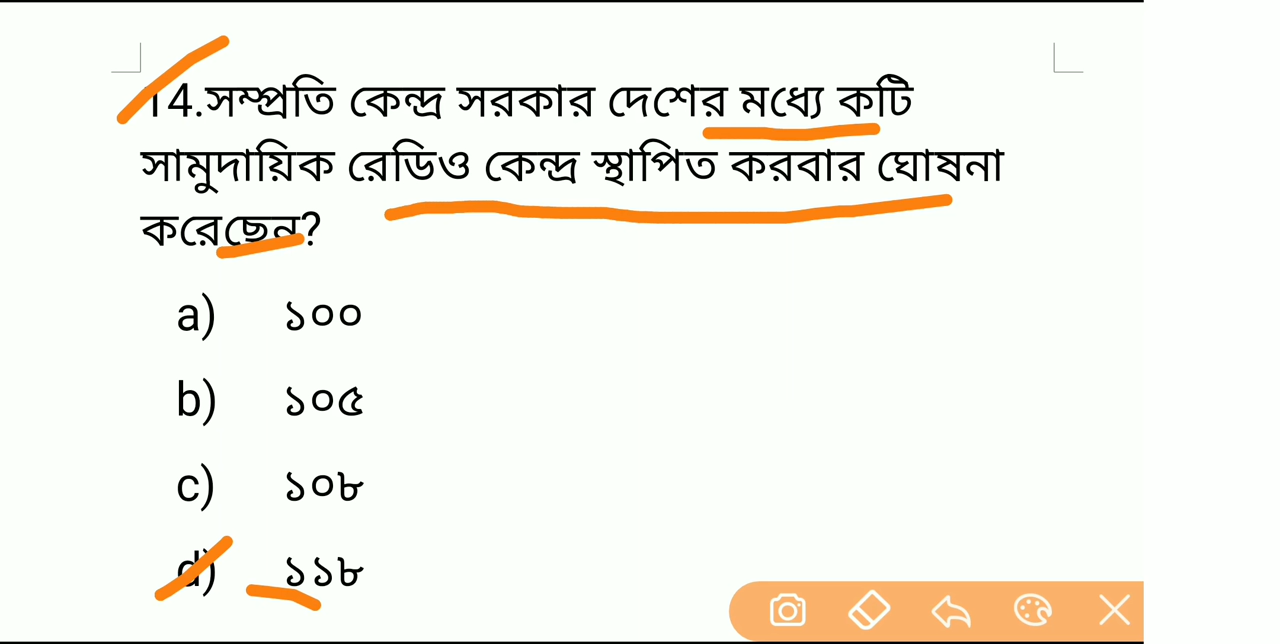 14.সম্প্রতি কেন্দ্র সরকার দেশের মধ্যে কটি
সামুদায়িক রেডিও কেন্দ্র স্থাপিত করবার ঘোষনা
করেছেন?
a) ১০০
b) ১০৫
c) ১০৮
d) ১১৮